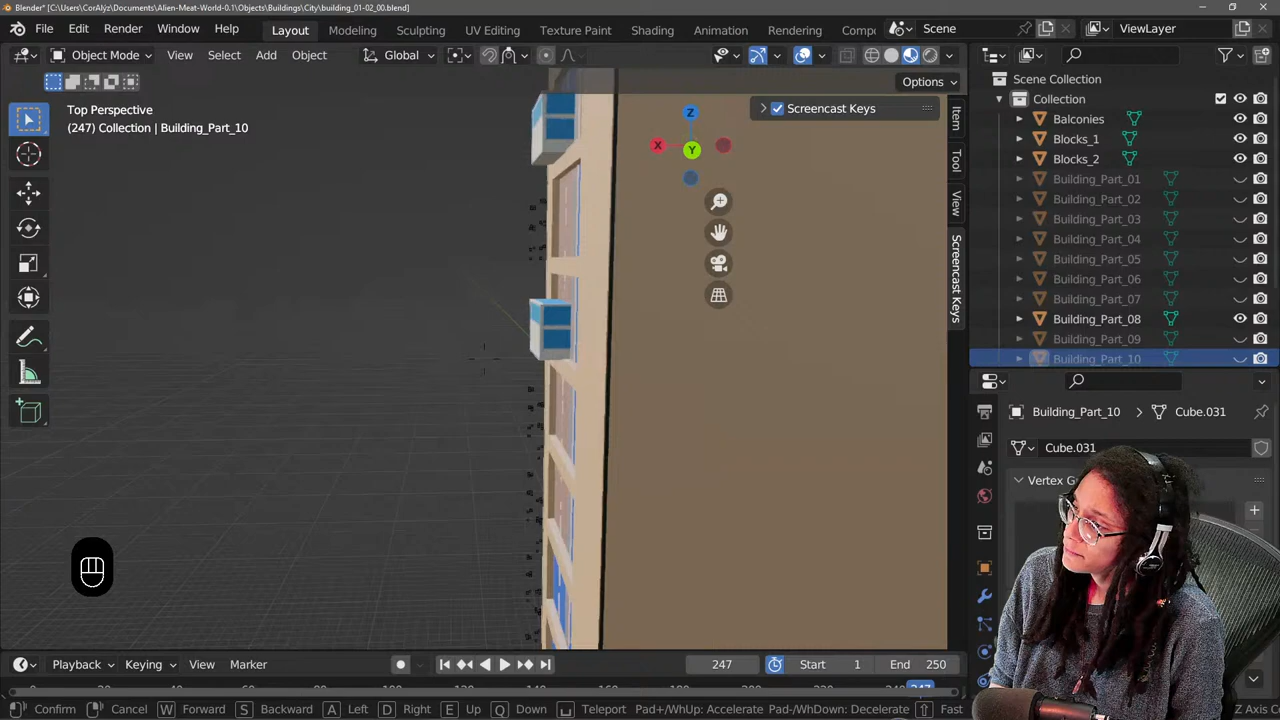 Blender* [C:\Users\CorAlyz\Documents\Alien-Meat-World-0.1\Objects\Buildings\City\building_01-02_00.blend]
File Edit Render Window Help Layout Modeling Sculpting UV Editing Texture Paint Shading Animation Rendering Scene ViewLayer
Object Mode View Select Add Object Global
Options
Top Perspective
(247) Collection | Building_Part_10
Screencast Keys
Z
X
Y
Item
Tool
View
Screencast Keys
Scene Collection
Collection
Balconies
Blocks_1
Blocks_2
Building_Part_01
Building_Part_02
Building_Part_03
Building_Part_04
Building_Part_05
Building_Part_06
Building_Part_07
Building_Part_08
Building_Part_09
Building_Part_10
Building_Part_10 > Cube.031
Cube.031
Playback Keying View Marker 247 Start 1 End 250
Confirm Cancel W Forward S Backward A Left D Right E Up Q Down Teleport Pad+/WhUp: Accelerate Pad-/WhDown: Decelerate Fast